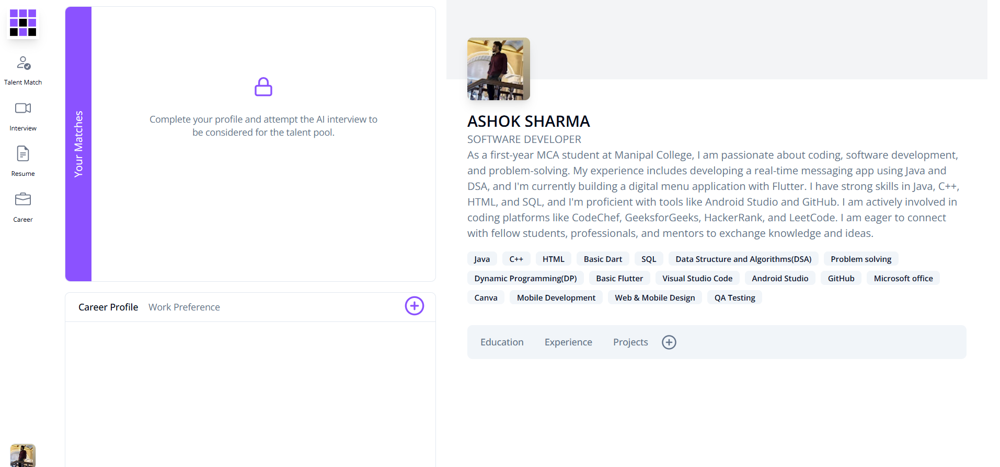 Talent Match
Interview
Resume
Career
Your Matches
Complete your profile and attempt the AI interview to
be considered for the talent pool.
Career Profile Work Preference
ASHOK SHARMA
SOFTWARE DEVELOPER
As a first-year MCA student at Manipal College, I am passionate about coding, software development,
and problem-solving. My experience includes developing a real-time messaging app using Java and
DSA, and I'm currently building a digital menu application with Flutter. I have strong skills in Java, C++,
HTML, and SQL, and I'm proficient with tools like Android Studio and GitHub. I am actively involved in
coding platforms like CodeChef, GeeksforGeeks, HackerRank, and LeetCode. I am eager to connect
with fellow students, professionals, and mentors to exchange knowledge and ideas.
Java C++ HTML Basic Dart SQL Data Structure and Algorithms(DSA) Problem solving
Dynamic Programming(DP) Basic Flutter Visual Studio Code Android Studio GitHub Microsoft office
Canva Mobile Development Web & Mobile Design QA Testing
Education Experience Projects